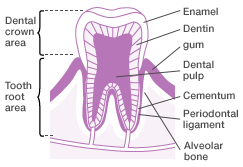 Dental
crown
area
Tooth
root
area
Enamel
Dentin
gum
Dental
pulp
Cementum
Periodontal
ligament
Alveolar
bone